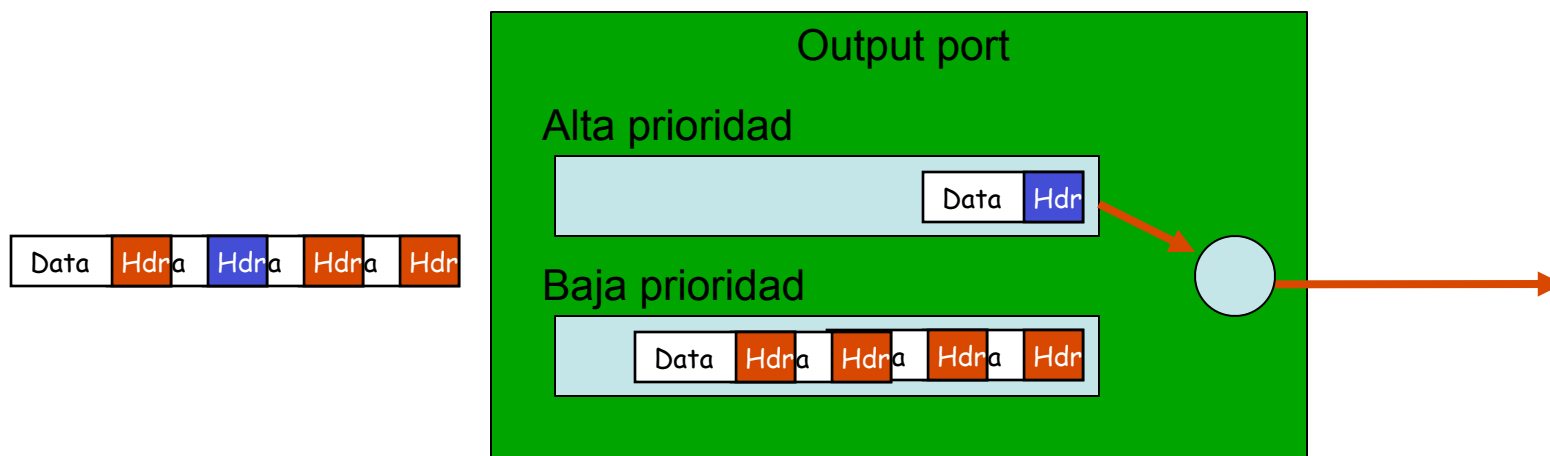 Output port
Alta prioridad
Data Hdr
Data Hdra Hdra Hdra Hdr
Baja prioridad
Data Hdra Hdra Hdra Hdr